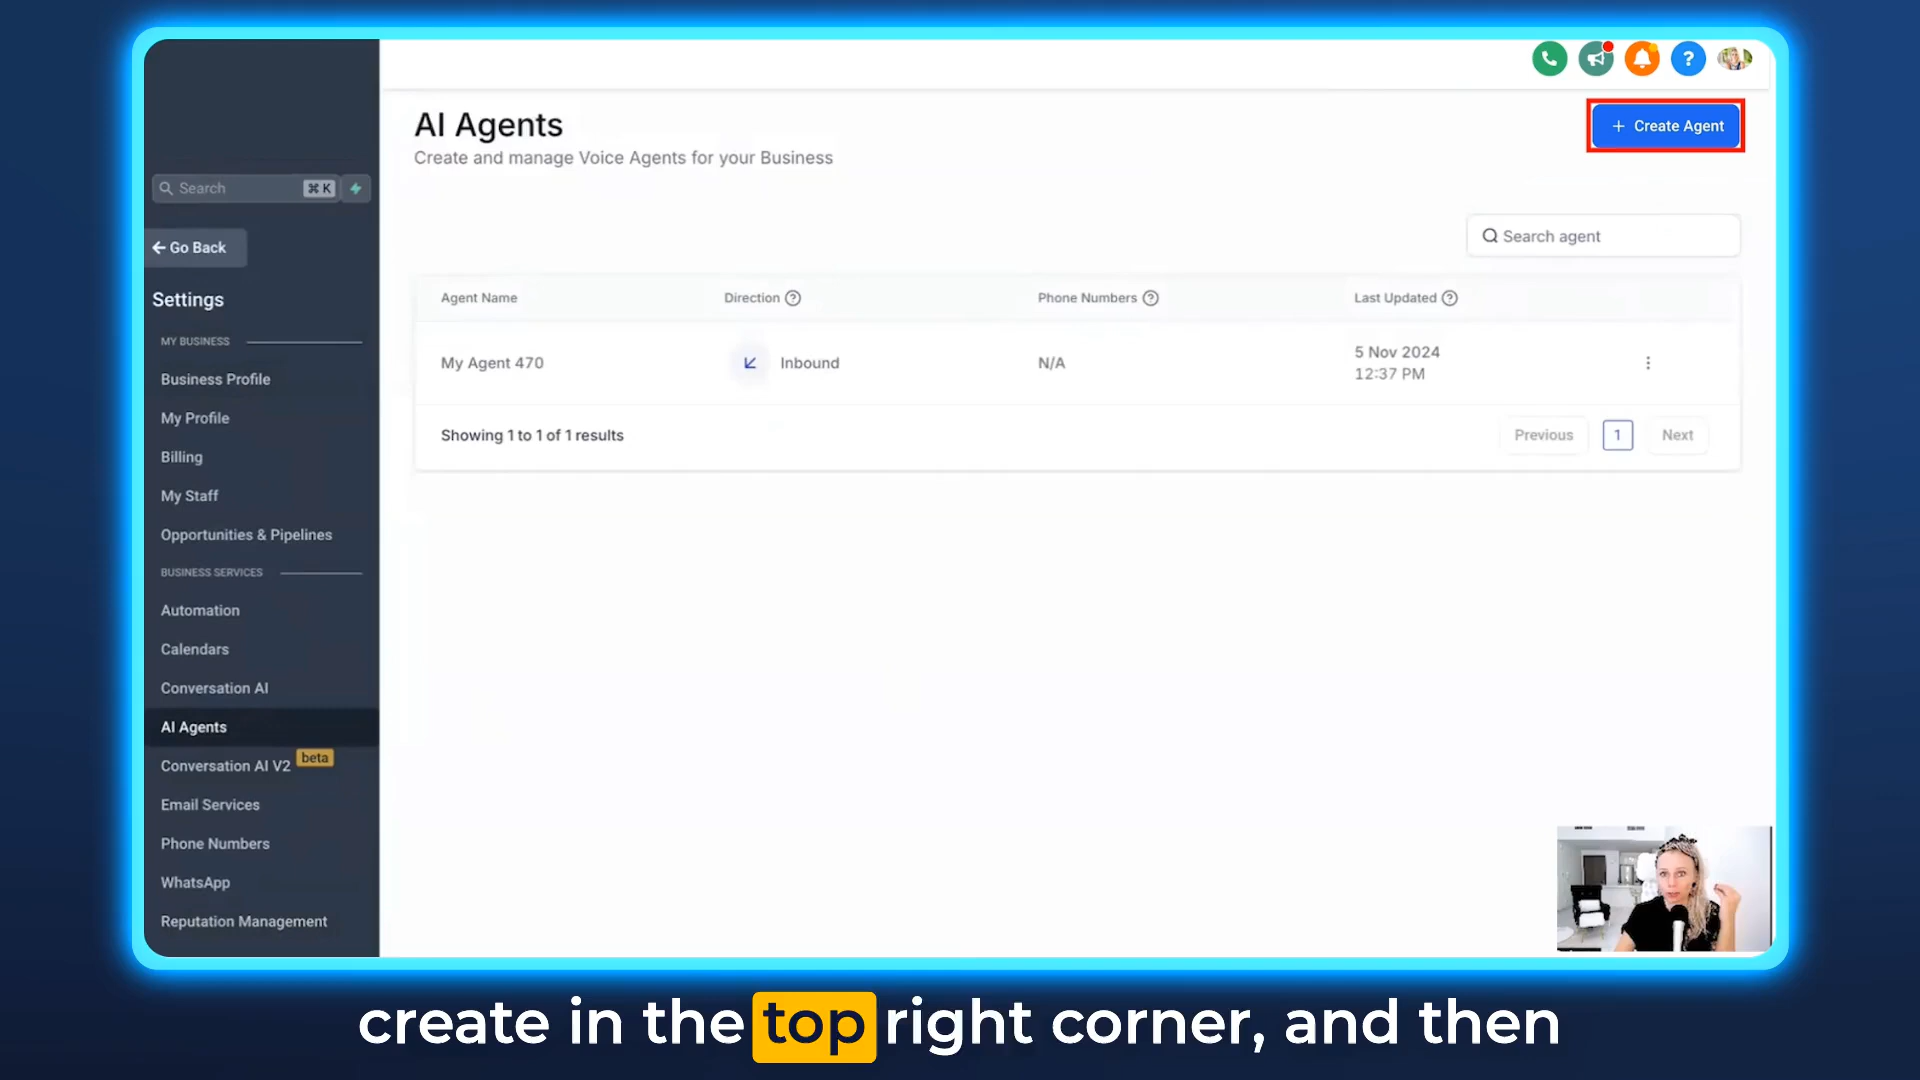 Search
⌘ K
Go Back
Settings
MY BUSINESS
Business Profile
My Profile
Billing
My Staff
Opportunities & Pipelines
BUSINESS SERVICES
Automation
Calendars
Conversation AI
AI Agents
Conversation AI V2 beta
Email Services
Phone Numbers
WhatsApp
Reputation Management
AI Agents
Create and manage Voice Agents for your Business
+ Create Agent
Search agent
Agent Name Direction Phone Numbers Last Updated
My Agent 470 Inbound N/A 5 Nov 2024
12:37 PM
Showing 1 to 1 of 1 results Previous 1 Next
create in the top right corner, and then